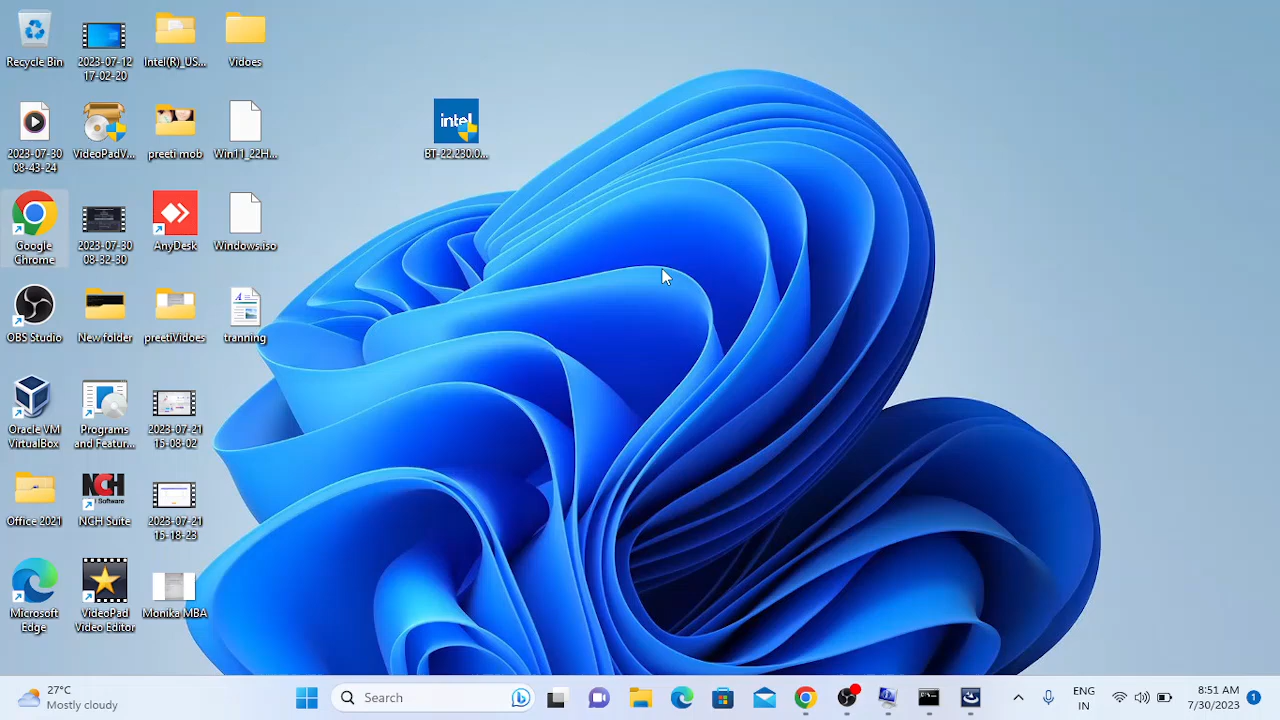 Recycle Bin
2023-07-12
17-02-20
Intel(R)_US...
Vidoes
2023-07-30
08-43-24
VideoPadV...
preeti mob
Win11_22H...
intel
BT-22.230.0...
Google
Chrome
2023-07-30
08-32-30
AnyDesk
Windows.iso
OBS Studio
New folder
preetiVidoes
tranning
Oracle VM
VirtualBox
Programs
and Featur...
2023-07-21
15-08-02
Office 2021
NCH
Software
NCH Suite
2023-07-21
15-18-23
Microsoft
Edge
VideoPad
Video Editor
Monika MBA
27°C
Mostly cloudy
Search
ENG
IN
8:51 AM
7/30/2023
1